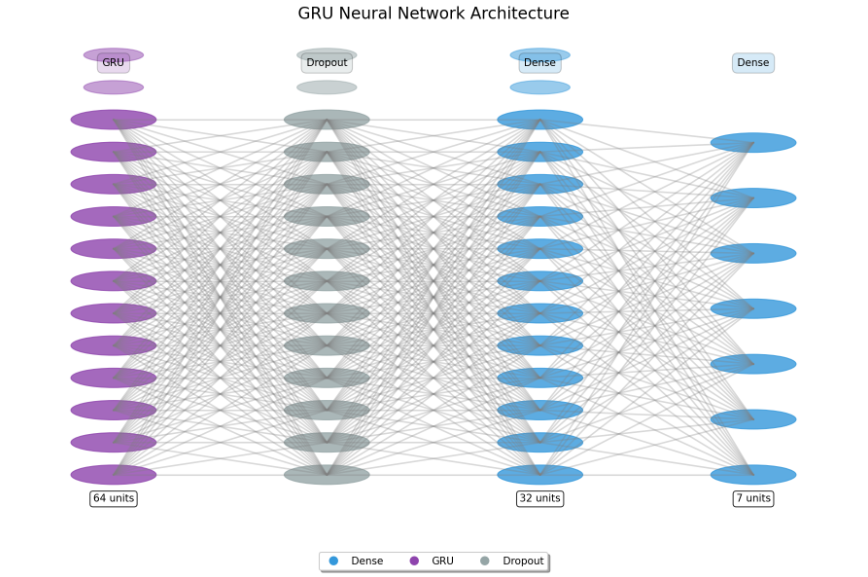 GRU Neural Network Architecture
GRU Dropout Dense Dense
64 units 32 units 7 units
Dense GRU Dropout